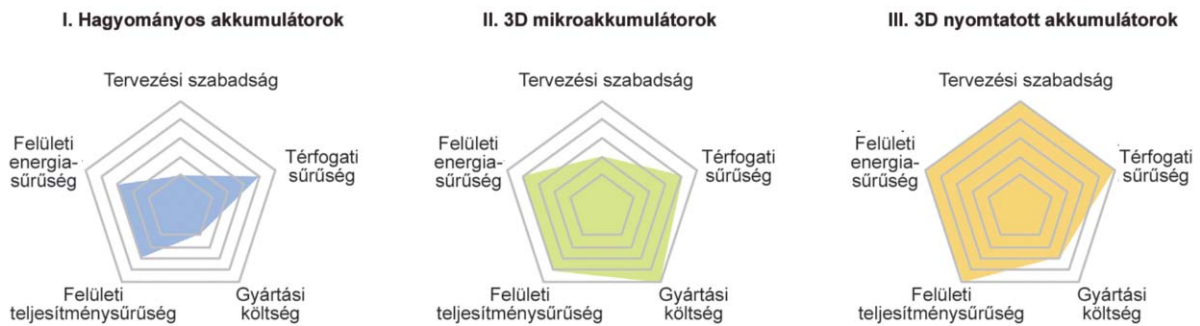 I. Hagyományos akkumulátorok
Tervezési szabadság
Felületi
energia-
sűrűség
Térfogati
sűrűség
Felületi
teljesítménysűrűség
Gyártási
költség
II. 3D mikroakkumulátorok
Tervezési szabadság
Felületi
energia-
sűrűség
Térfogati
sűrűség
Felületi
teljesítménysűrűség
Gyártási
költség
III. 3D nyomtatott akkumulátorok
Tervezési szabadság
Felületi
energia-
sűrűség
Térfogati
sűrűség
Felületi
teljesítménysűrűség
Gyártási
költség